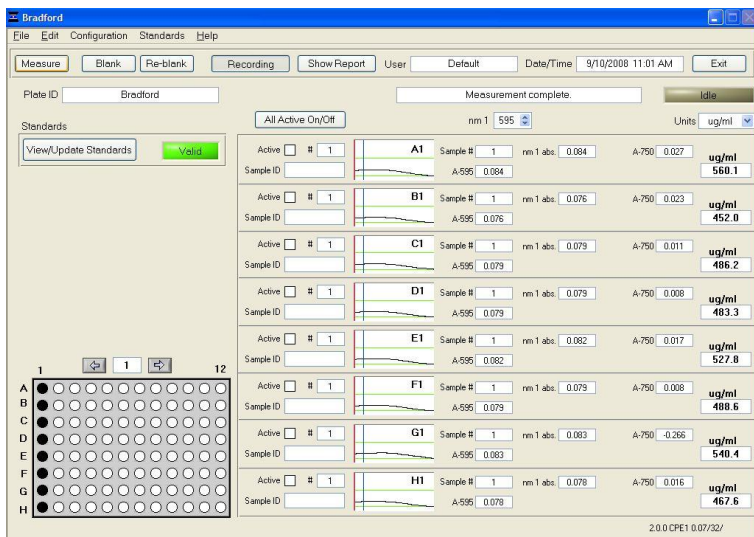 Bradford
File Edit Configuration Standards Help
Measure Blank Re-blank Recording Show Report User Default Date/Time 9/10/2008 11:01 AM Exit
Plate ID Bradford Measurement complete. Idle
Standards All Active On/Off nm 1 595 Units ug/ml
View/Update Standards Valid
Active # 1 A1 Sample # 1 nm 1 abs. 0.084 A-750 0.027 ug/ml
Sample ID A-595 0.084 560.1
Active # 1 B1 Sample # 1 nm 1 abs. 0.076 A-750 0.023 ug/ml
Sample ID A-595 0.076 452.0
Active # 1 C1 Sample # 1 nm 1 abs. 0.079 A-750 0.011 ug/ml
Sample ID A-595 0.079 486.2
Active # 1 D1 Sample # 1 nm 1 abs. 0.079 A-750 0.008 ug/ml
Sample ID A-595 0.079 483.3
Active # 1 E1 Sample # 1 nm 1 abs. 0.082 A-750 0.017 ug/ml
Sample ID A-595 0.082 527.8
Active # 1 F1 Sample # 1 nm 1 abs. 0.079 A-750 0.008 ug/ml
Sample ID A-595 0.079 488.6
Active # 1 G1 Sample # 1 nm 1 abs. 0.083 A-750 -0.266 ug/ml
Sample ID A-595 0.083 540.4
Active # 1 H1 Sample # 1 nm 1 abs. 0.078 A-750 0.016 ug/ml
Sample ID A-595 0.078 467.6
1 1 12
A
B
C
D
E
F
G
H
2.0.0 CPE1 0.07/32/